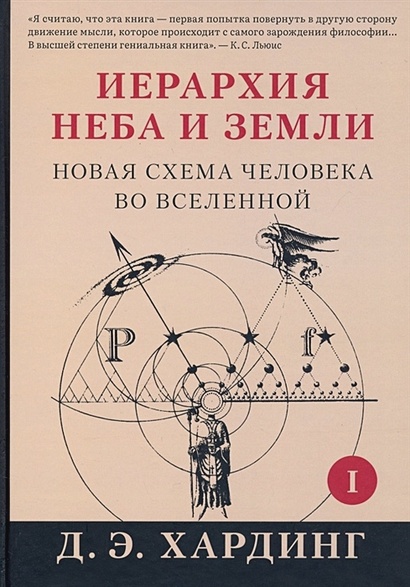 «Я считаю, что эта книга — первая попытка повернуть в другую сторону
движение мысли, которое происходит с самого зарождения философии...
В высшей степени гениальная книга». — К. С. Льюис
ИЕРАРХИЯ
НЕБА И ЗЕМЛИ
НОВАЯ СХЕМА ЧЕЛОВЕКА
ВО ВСЕЛЕННОЙ
P f
I
Д. Э. ХАРДИНГ